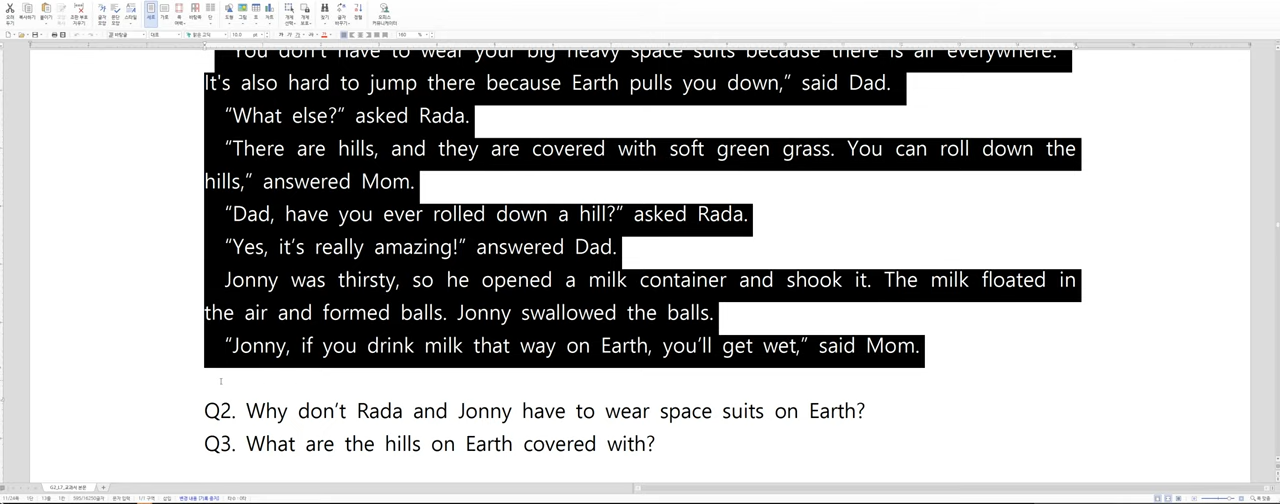 "You don't have to wear your big heavy space suits because there is air everywhere.
It's also hard to jump there because Earth pulls you down,” said Dad.
“What else?” asked Rada.
“There are hills, and they are covered with soft green grass. You can roll down the
hills,” answered Mom.
“Dad, have you ever rolled down a hill?” asked Rada.
“Yes, it’s really amazing!” answered Dad.
Jonny was thirsty, so he opened a milk container and shook it. The milk floated in
the air and formed balls. Jonny swallowed the balls.
“Jonny, if you drink milk that way on Earth, you’ll get wet,” said Mom.
Q2. Why don’t Rada and Jonny have to wear space suits on Earth?
Q3. What are the hills on Earth covered with?